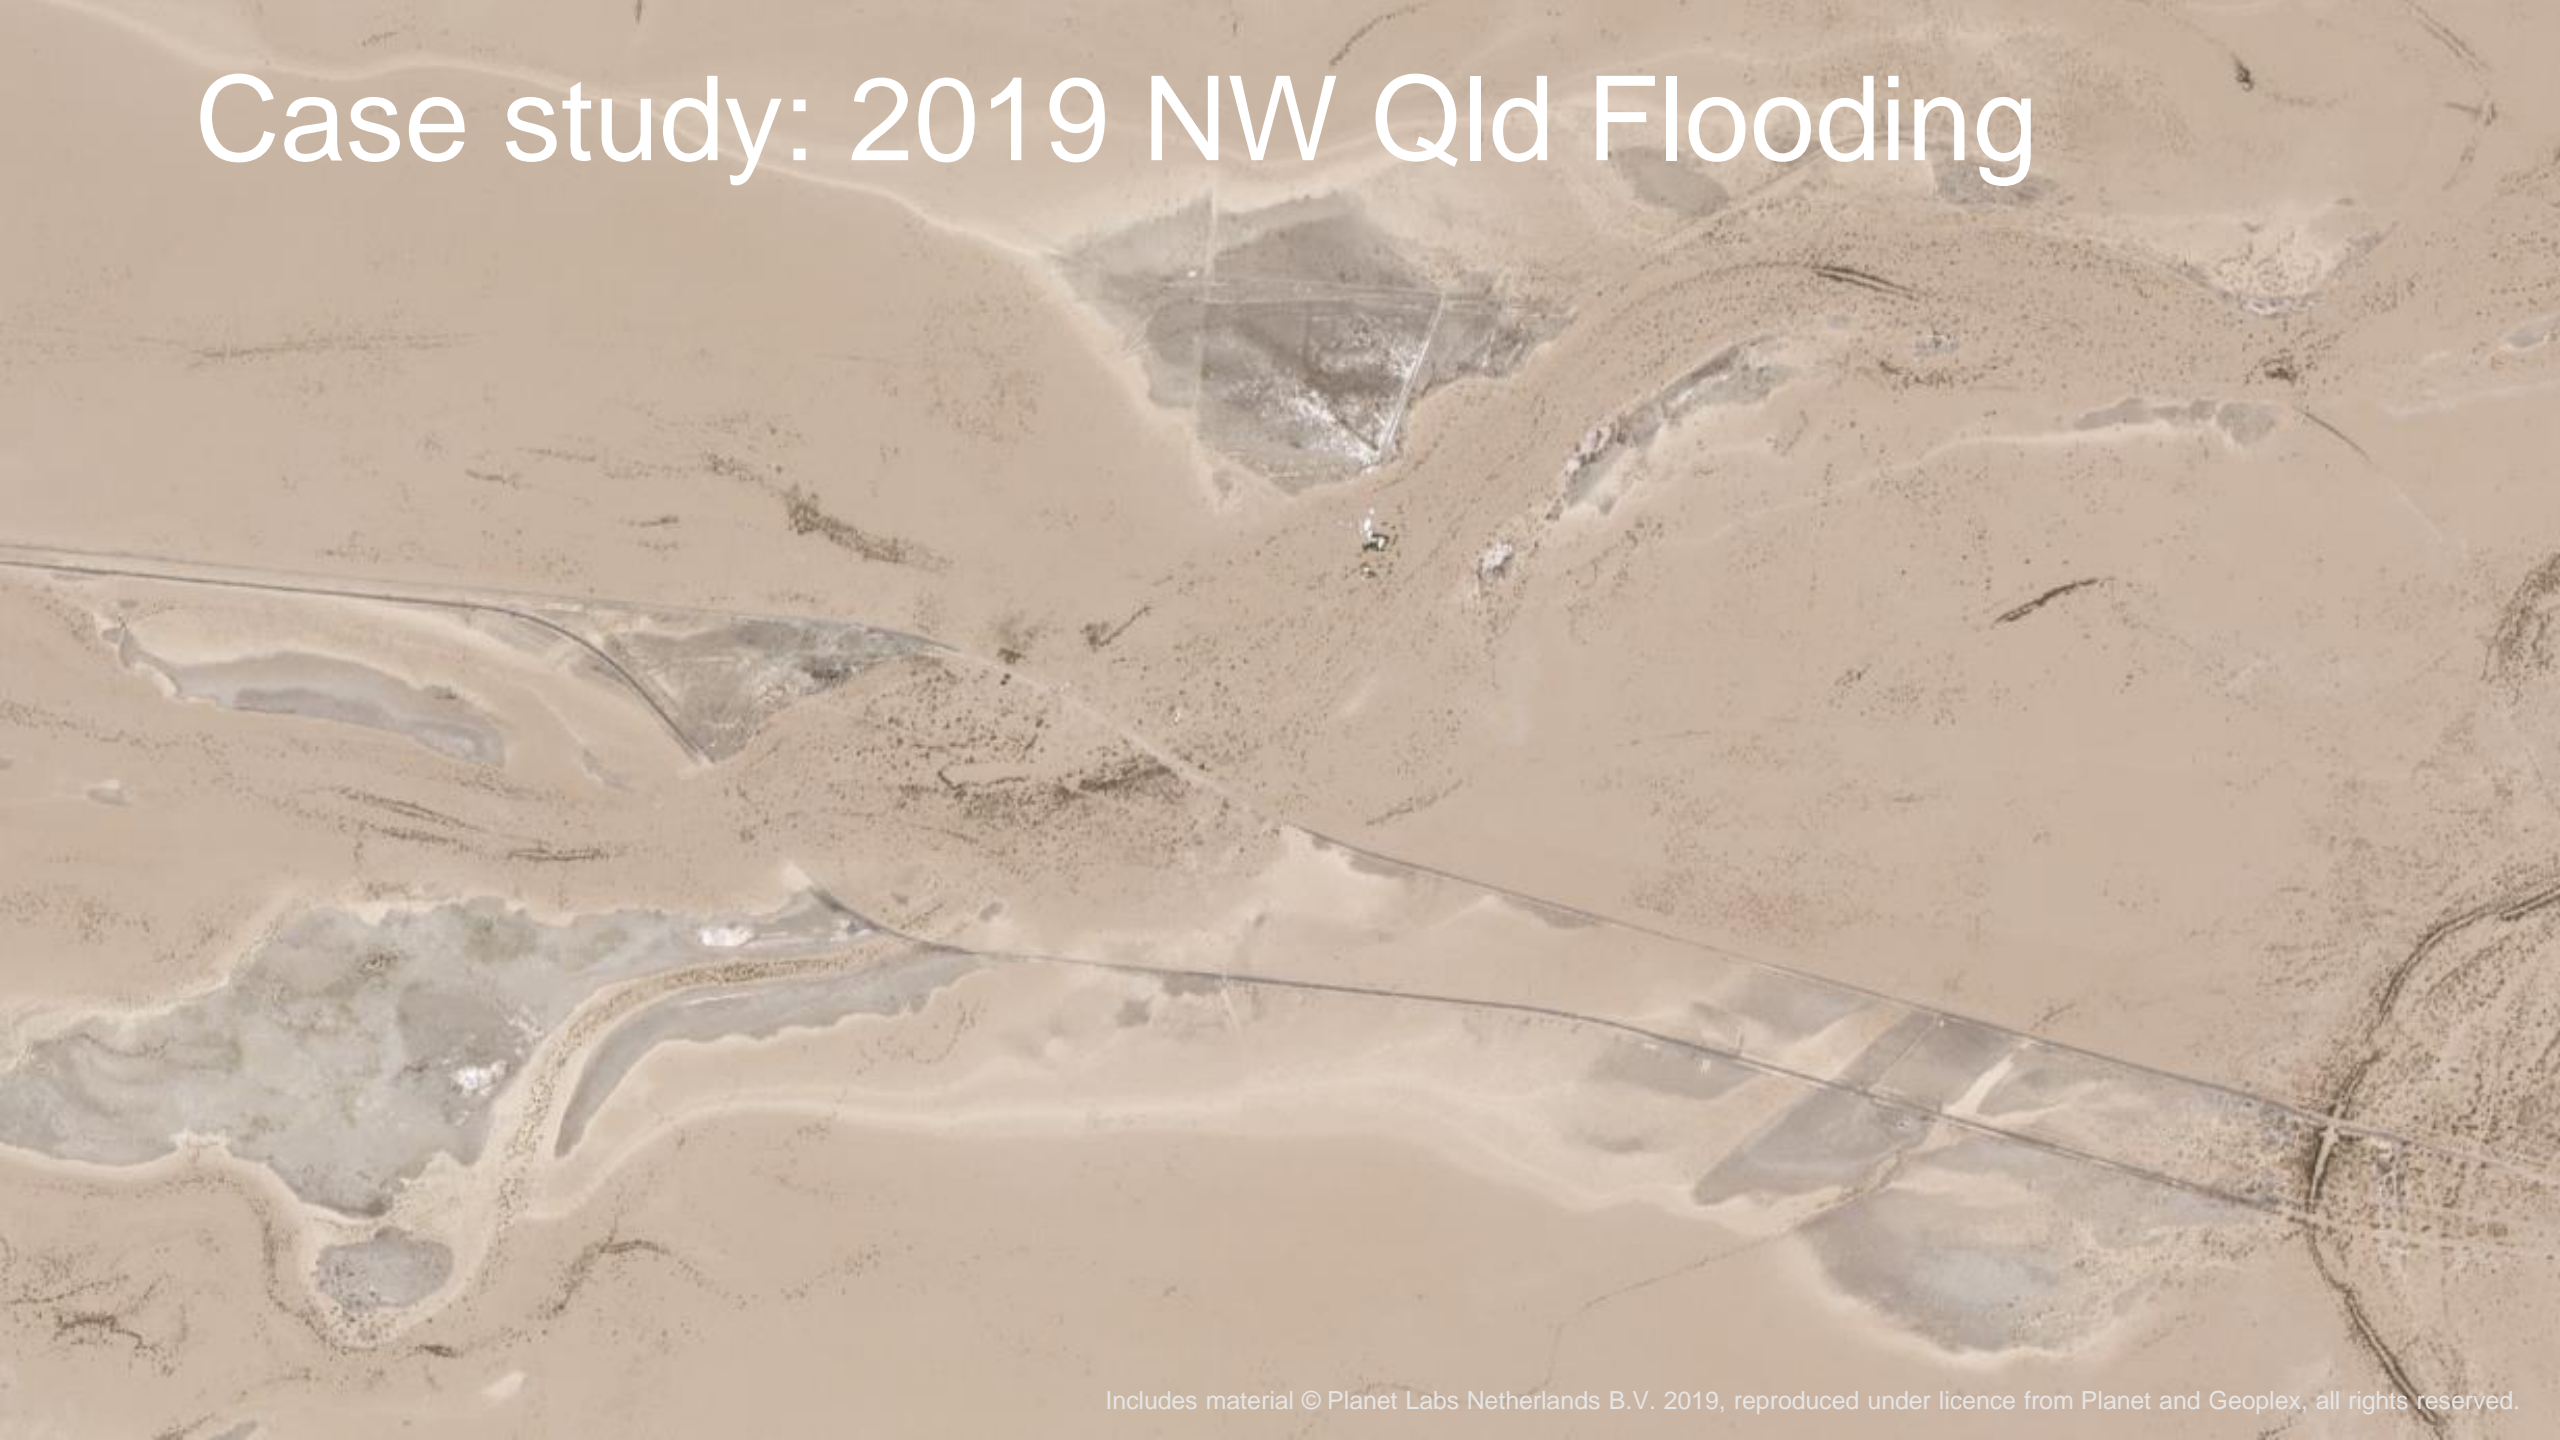 Case study: 2019 NW Qld Flooding
Includes material © Planet Labs Netherlands B.V. 2019, reproduced under licence from Planet and Geoplex, all rights reserved.